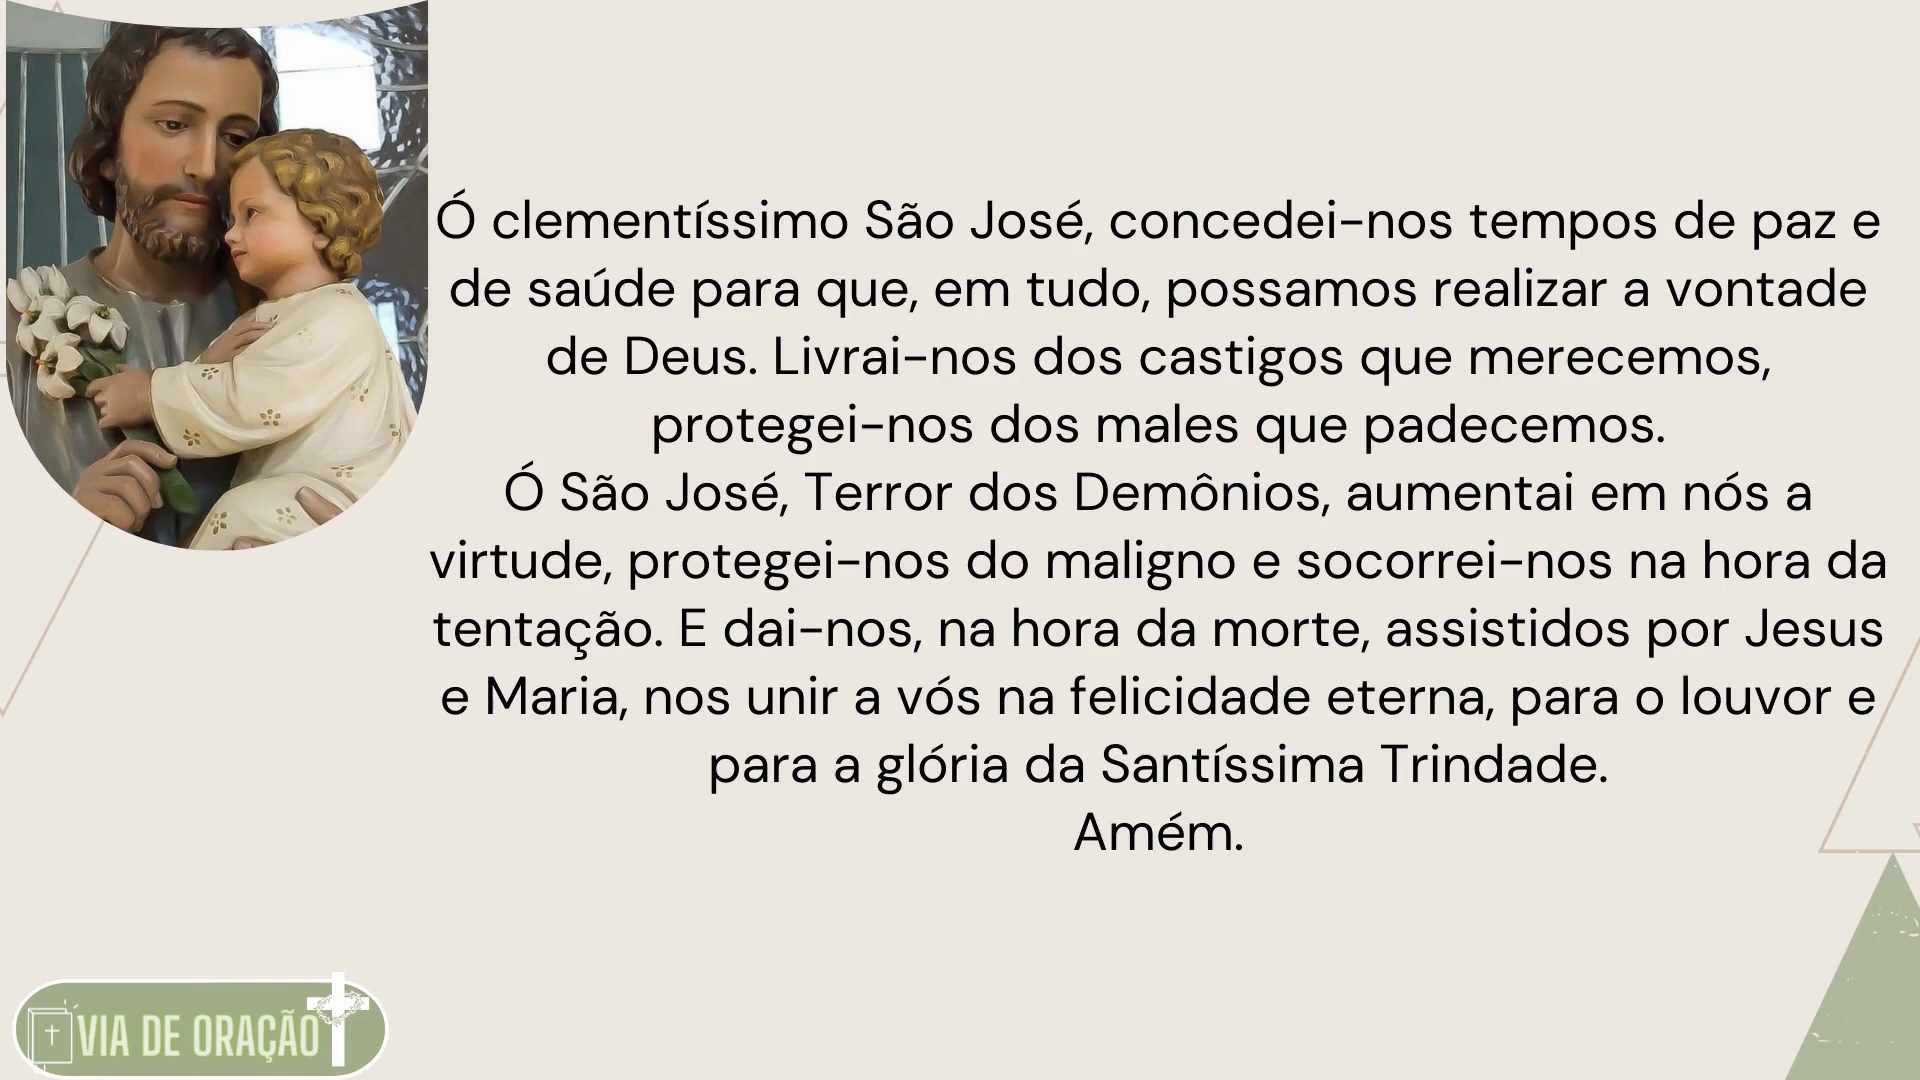 Ó clementíssimo São José, concedei-nos tempos de paz e
de saúde para que, em tudo, possamos realizar a vontade
de Deus. Livrai-nos dos castigos que merecemos,
protegei-nos dos males que padecemos.
Ó São José, Terror dos Demônios, aumentai em nós a
virtude, protegei-nos do maligno e socorrei-nos na hora da
tentação. E dai-nos, na hora da morte, assistidos por Jesus
e Maria, nos unir a vós na felicidade eterna, para o louvor e
para a glória da Santíssima Trindade.
Amém.
VIA DE ORAÇÃO